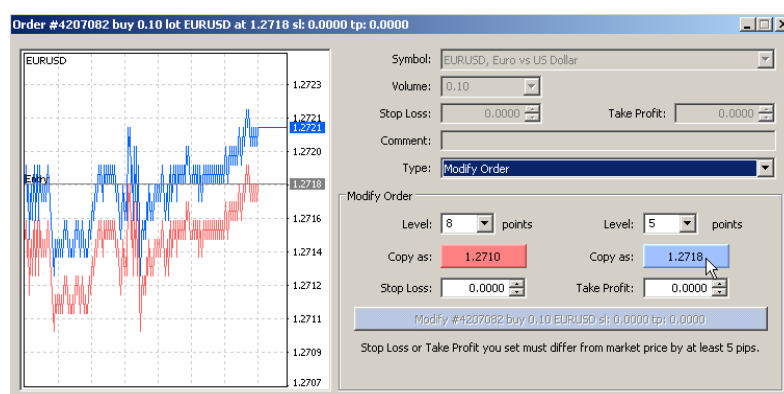 Order #4207082 buy 0.10 lot EURUSD at 1.2718 sl: 0.0000 tp: 0.0000
EURUSD
1.2723
1.2721
1.2721
1.2720
Entry
1.2718
1.2716
1.2714
1.2712
1.2711
1.2709
1.2707
Symbol: EURUSD, Euro vs US Dollar
Volume: 0.10
Stop Loss: 0.0000 Take Profit: 0.0000
Comment:
Type: Modify Order
Modify Order
Level: 8 points Level: 5 points
Copy as: 1.2710 Copy as: 1.2718
Stop Loss: 0.0000 Take Profit: 0.0000
Modify #4207082 buy 0.10 EURUSD sl: 0.0000 tp: 0.0000
Stop Loss or Take Profit you set must differ from market price by at least 5 pips.